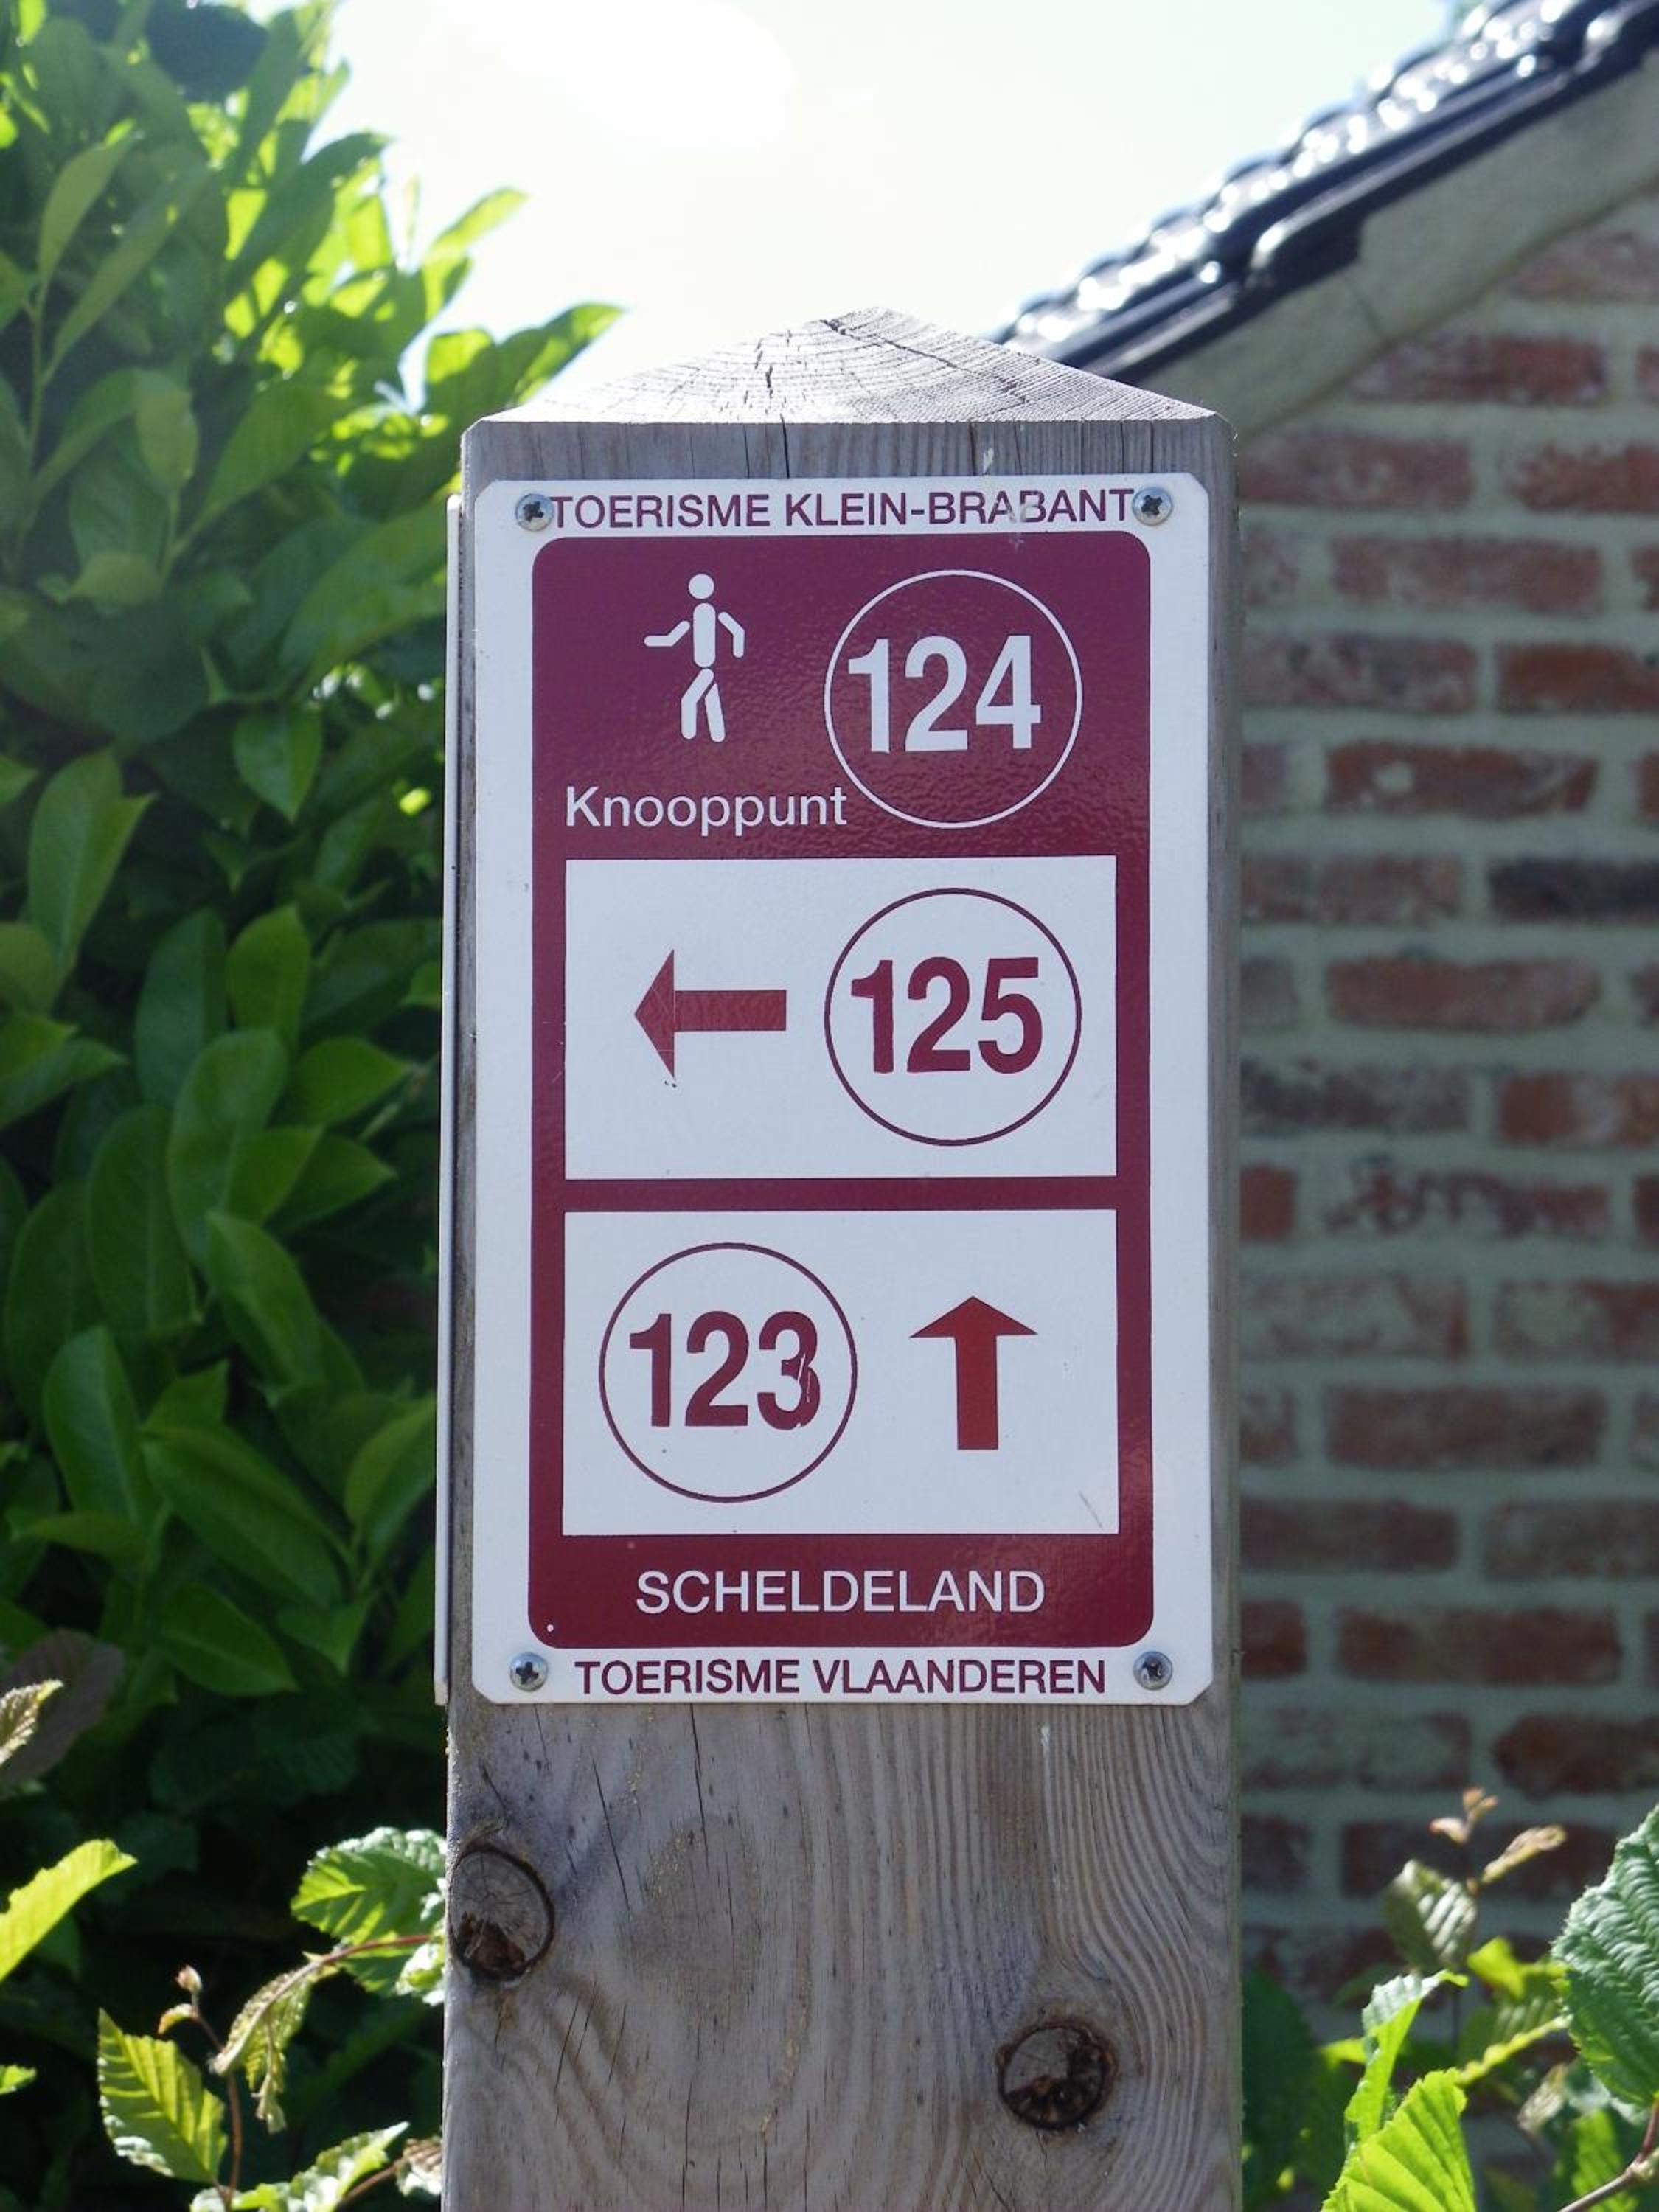 TOERISME KLEIN-BRABANT
124
Knooppunt
125
123
SCHELDELAND
TOERISME VLAANDEREN